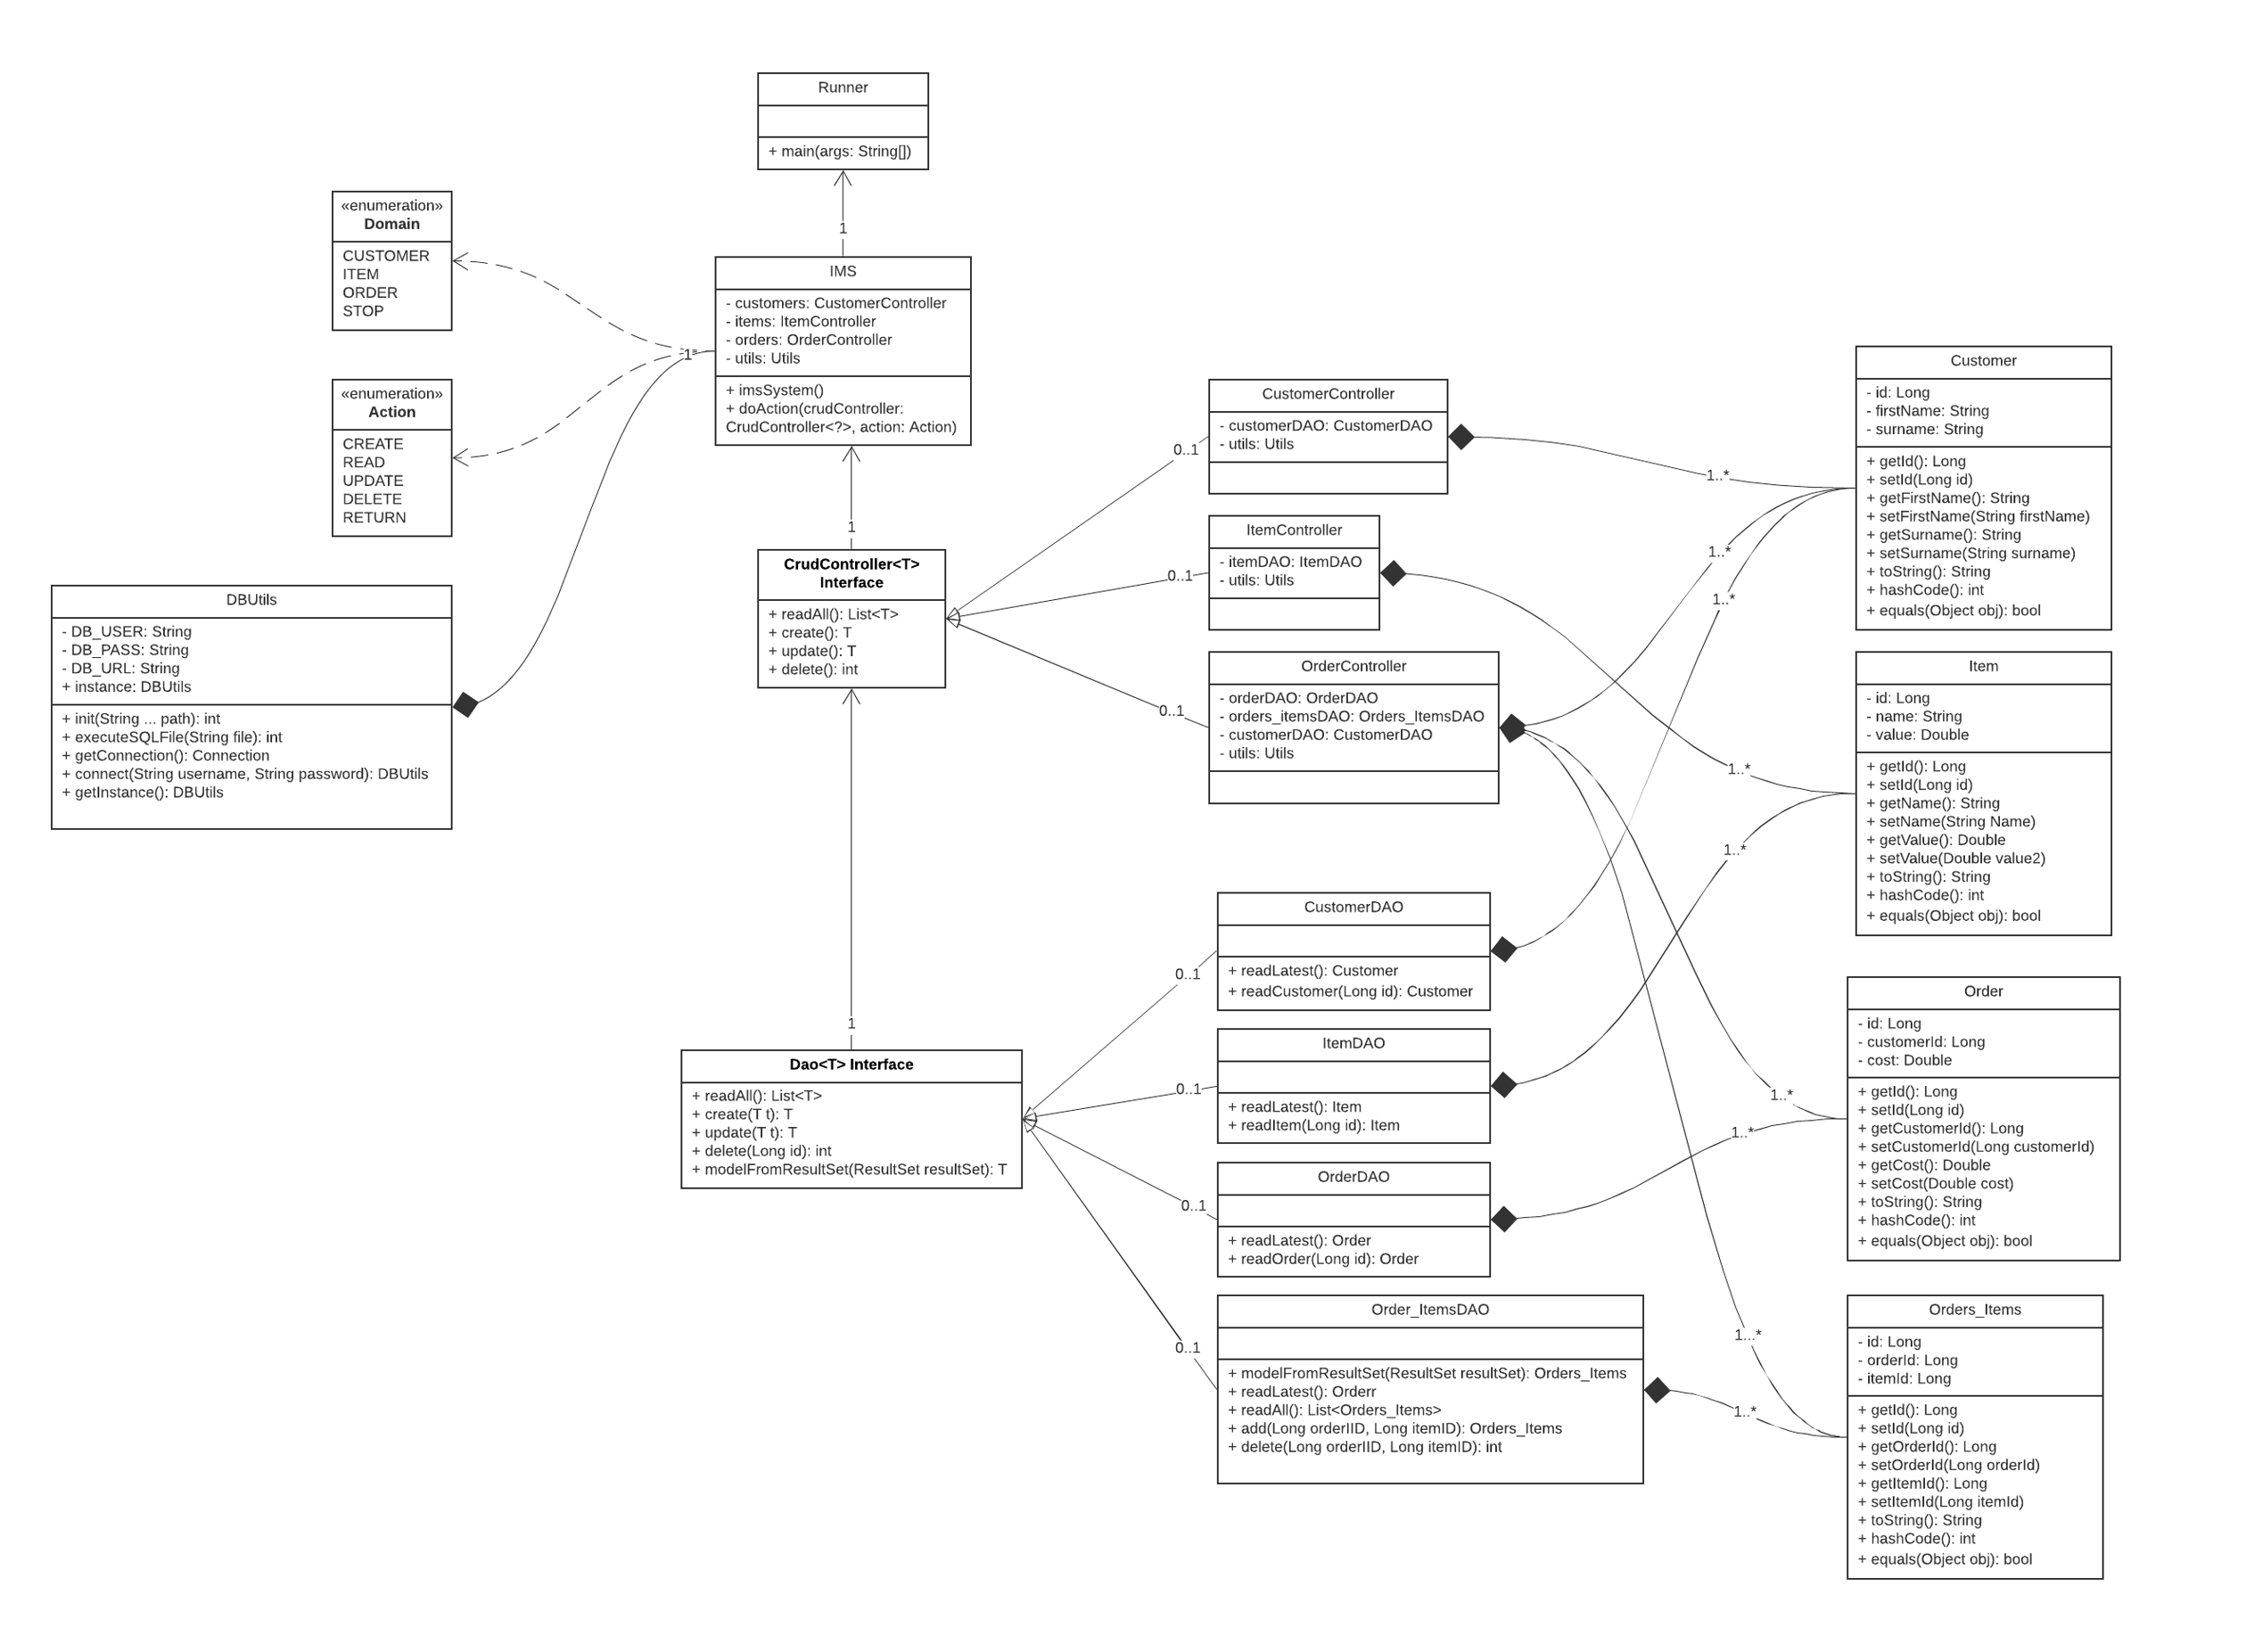 Runner
+ main(args: String[])
1
«enumeration»
Domain
CUSTOMER
ITEM
ORDER
STOP
«enumeration»
Action
CREATE
READ
UPDATE
DELETE
RETURN
DBUtils
- DB_USER: String
- DB_PASS: String
- DB_URL: String
+ instance: DBUtils
+ init(String ... path): int
+ executeSQLFile(String file): int
+ getConnection(): Connection
+ connect(String username, String password): DBUtils
+ getInstance(): DBUtils
1
IMS
- customers: CustomerController
- items: ItemController
- orders: OrderController
- utils: Utils
+ imsSystem()
+ doAction(crudController:
CrudController<?>, action: Action)
1
CrudController<T>
Interface
+ readAll(): List<T>
+ create(): T
+ update(): T
+ delete(): int
1
Dao<T> Interface
+ readAll(): List<T>
+ create(T t): T
+ update(T t): T
+ delete(Long id): int
+ modelFromResultSet(ResultSet resultSet): T
0..1
0..1
0..1
CustomerController
- customerDAO: CustomerDAO
- utils: Utils
ItemController
- itemDAO: ItemDAO
- utils: Utils
OrderController
- orderDAO: OrderDAO
- orders_itemsDAO: Orders_ItemsDAO
- customerDAO: CustomerDAO
- utils: Utils
0..1
0..1
0..1
0..1
CustomerDAO
+ readLatest(): Customer
+ readCustomer(Long id): Customer
ItemDAO
+ readLatest(): Item
+ readItem(Long id): Item
OrderDAO
+ readLatest(): Order
+ readOrder(Long id): Order
Order_ItemsDAO
+ modelFromResultSet(ResultSet resultSet): Orders_Items
+ readLatest(): Orderr
+ readAll(): List<Orders_Items>
+ add(Long orderIID, Long itemID): Orders_Items
+ delete(Long orderIID, Long itemID): int
1..*
1..*
1..*
1..*
1..*
1..*
1..*
1...*
1..*
Customer
- id: Long
- firstName: String
- surname: String
+ getId(): Long
+ setId(Long id)
+ getFirstName(): String
+ setFirstName(String firstName)
+ getSurname(): String
+ setSurname(String surname)
+ toString(): String
+ hashCode(): int
+ equals(Object obj): bool
Item
- id: Long
- name: String
- value: Double
+ getId(): Long
+ setId(Long id)
+ getName(): String
+ setName(String Name)
+ getValue(): Double
+ setValue(Double value2)
+ toString(): String
+ hashCode(): int
+ equals(Object obj): bool
Order
- id: Long
- customerId: Long
- cost: Double
+ getId(): Long
+ setId(Long id)
+ getCustomerId(): Long
+ setCustomerId(Long customerId)
+ getCost(): Double
+ setCost(Double cost)
+ toString(): String
+ hashCode(): int
+ equals(Object obj): bool
Orders_Items
- id: Long
- orderId: Long
- itemId: Long
+ getId(): Long
+ setId(Long id)
+ getOrderId(): Long
+ setOrderId(Long orderId)
+ getItemId(): Long
+ setItemId(Long itemId)
+ toString(): String
+ hashCode(): int
+ equals(Object obj): bool